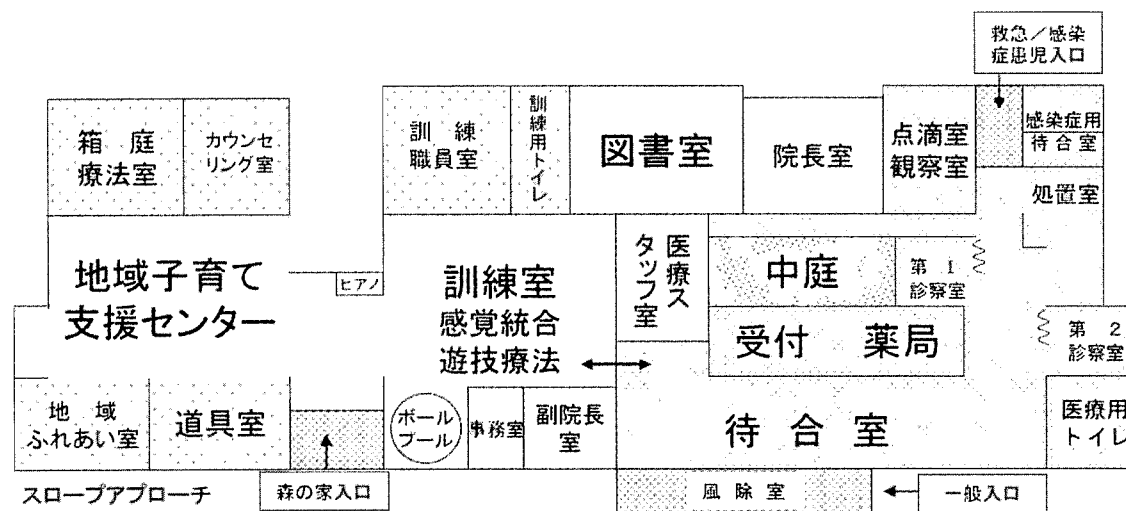 救急／感染
症患児入口
箱 庭
療法室
カウンセ
リング室
訓 練
職員室
訓練用トイレ
図書室
院長室
点滴室
観察室
感染症用
待合室
処置室
地域子育て
支援センター
ピアノ
訓練室
感覚統合
遊技療法
医療ス
タッフ室
中庭
第 1
診察室
受付 薬局
第 2
診察室
地 域
ふれあい室
道具室
ボール
プール
事務室
副院長
室
待 合 室
医療用
トイレ
スロープアプローチ
森の家入口
風 除 室
一般入口